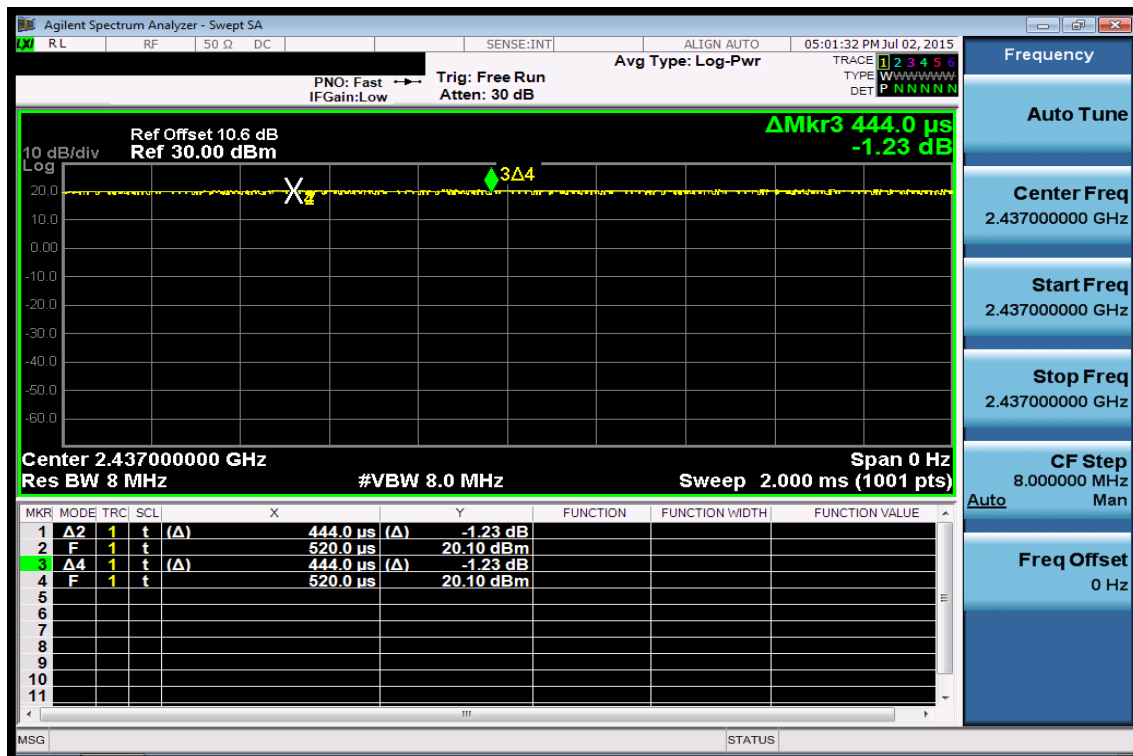 Agilent Spectrum Analyzer - Swept SA
LXI RL RF 50 Ω DC SENSE:INT ALIGN AUTO 05:01:32 PM Jul 02, 2015
Frequency
PNO: Fast Trig: Free Run Avg Type: Log-Pwr TRACE 1 2 3 4 5 6
TYPE WWWWWWW
IFGain:Low Atten: 30 dB DET P N N N N N
Auto Tune
Ref Offset 10.6 dB ΔMkr3 444.0 µs
10 dB/div Ref 30.00 dBm -1.23 dB
Log
3Δ4
20.0
10.0
0.00
-10.0
-20.0
-30.0
-40.0
-50.0
-60.0
Center 2.437000000 GHz Span 0 Hz
Res BW 8 MHz #VBW 8.0 MHz Sweep 2.000 ms (1001 pts)
Center Freq
2.437000000 GHz
Start Freq
2.437000000 GHz
Stop Freq
2.437000000 GHz
CF Step
8.000000 MHz
Auto Man
Freq Offset
0 Hz
MKR MODE TRC SCL X Y FUNCTION FUNCTION WIDTH FUNCTION VALUE
1 Δ2 1 t (Δ) 444.0 µs (Δ) -1.23 dB
2 F 1 t 520.0 µs 20.10 dBm
3 Δ4 1 t (Δ) 444.0 µs (Δ) -1.23 dB
4 F 1 t 520.0 µs 20.10 dBm
5
6
7
8
9
10
11
MSG STATUS